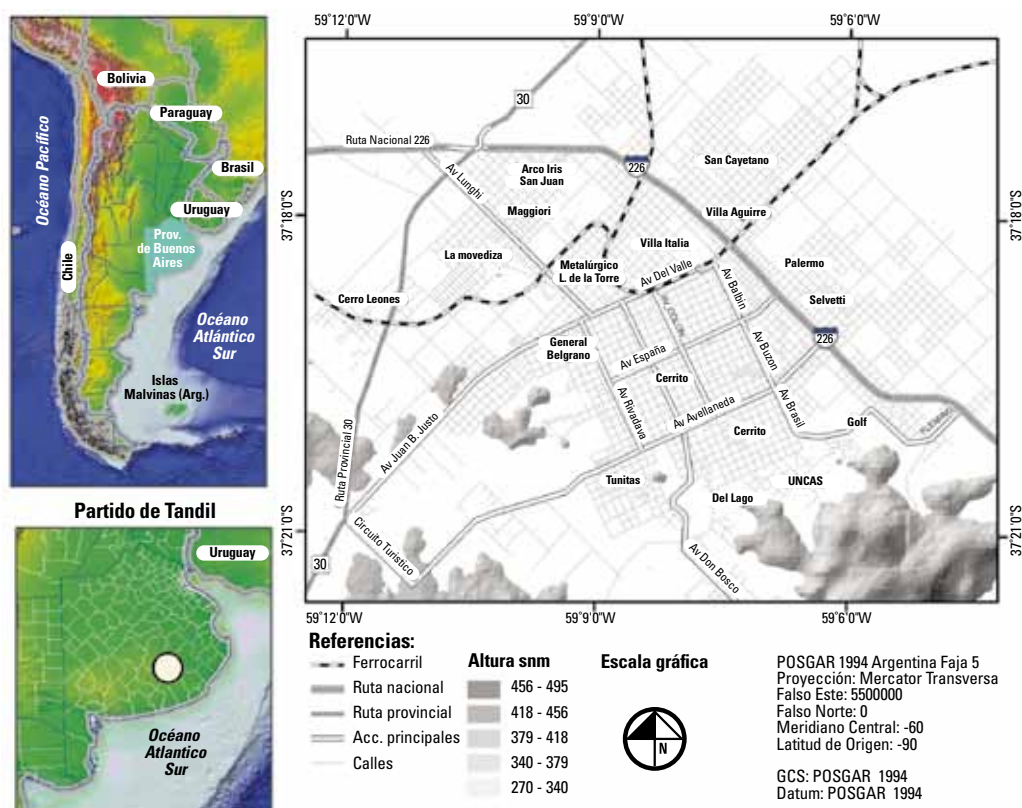 Bolivia
Paraguay
Brasil
Uruguay
Prov.
de Buenos
Aires
Chile
Océano Pacífico
Océano
Atlántico
Sur
Islas
Malvinas (Arg.)
Partido de Tandil
Uruguay
Océano
Atlantico
Sur
59°12'0"W
59°9'0"W
59°6'0"W
37°18'0"S
37°18'0"S
37°21'0"S
37°21'0"S
30
Ruta Nacional 226
Av Lunghi
Arco Iris
San Juan
226
San Cayetano
Maggiori
Villa Aguirre
La movediza
Villa Italia
Metalúrgico
L. de la Torre
Av Del Valle
Palermo
Cerro Leones
Av Balbin
Selvetti
COLON
226
General
Belgrano
Av España
Av Buzon
Cerrito
Av Rivadava
Av Avellaneda
Av Brasil
Cerrito
Golf
Av Juan B. Justo
Ruta Provincial 30
Tunitas
UNCAS
Del Lago
Circuito Turistico
Av Don Bosco
30
59°12'0"W
59°9'0"W
59°6'0"W
Referencias:
Ferrocarril
Ruta nacional
Ruta provincial
Acc. principales
Calles
Altura snm
456 - 495
418 - 456
379 - 418
340 - 379
270 - 340
Escala gráfica
N
POSGAR 1994 Argentina Faja 5
Proyección: Mercator Transversa
Falso Este: 5500000
Falso Norte: 0
Meridiano Central: -60
Latitud de Origen: -90
GCS: POSGAR 1994
Datum: POSGAR 1994